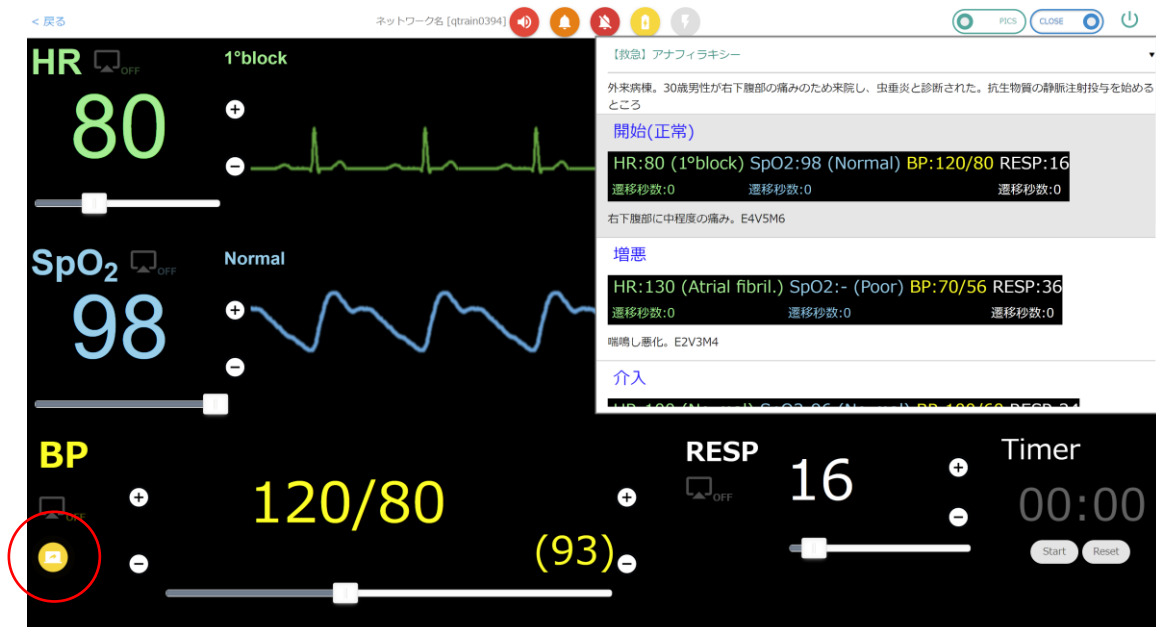 < 戻る
ネットワーク名 [qtrain0394]
PICS
CLOSE
HR
OFF
1°block
80
SpO2
OFF
Normal
98
【救急】アナフィラキシー
外来病棟。30歳男性が右下腹部の痛みのため来院し、虫垂炎と診断された。抗生物質の静脈注射投与を始める
ところ
開始(正常)
HR:80 (1ºblock) SpO2:98 (Normal) BP:120/80 RESP:16
遷移秒数:0 遷移秒数:0 遷移秒数:0
右下腹部に中程度の痛み。E4V5M6
増悪
HR:130 (Atrial fibril.) SpO2:- (Poor) BP:70/56 RESP:36
遷移秒数:0 遷移秒数:0 遷移秒数:0
喘鳴し悪化。E2V3M4
介入
BP
OFF
120/80
(93)
RESP
OFF
16
Timer
00:00
Start Reset